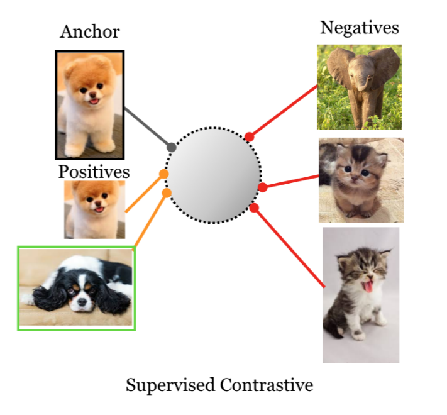 Anchor
Negatives
Positives
Supervised Contrastive